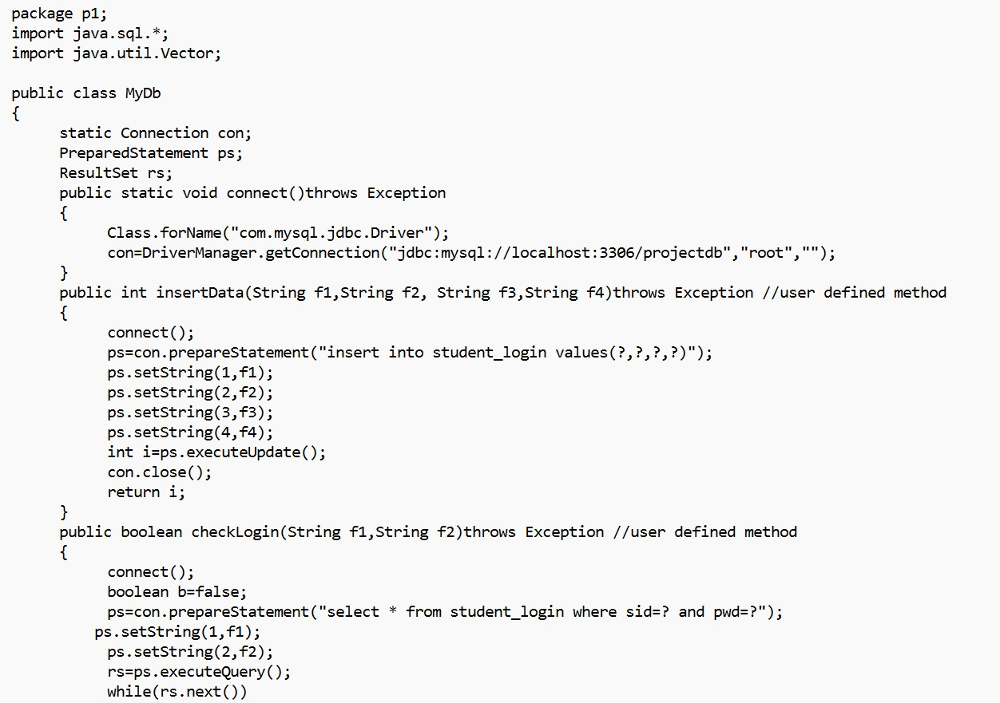 package p1;
import java.sql.*;
import java.util.Vector;
public class MyDb
{
static Connection con;
PreparedStatement ps;
ResultSet rs;
public static void connect()throws Exception
{
Class.forName("com.mysql.jdbc.Driver");
con=DriverManager.getConnection("jdbc:mysql://localhost:3306/projectdb","root","");
}
public int insertData(String f1,String f2, String f3,String f4)throws Exception //user defined method
{
connect();
ps=con.prepareStatement("insert into student_login values(?,?,?,?)");
ps.setString(1,f1);
ps.setString(2,f2);
ps.setString(3,f3);
ps.setString(4,f4);
int i=ps.executeUpdate();
con.close();
return i;
}
public boolean checkLogin(String f1,String f2)throws Exception //user defined method
{
connect();
boolean b=false;
ps=con.prepareStatement("select * from student_login where sid=? and pwd=?");
ps.setString(1,f1);
ps.setString(2,f2);
rs=ps.executeQuery();
while(rs.next())